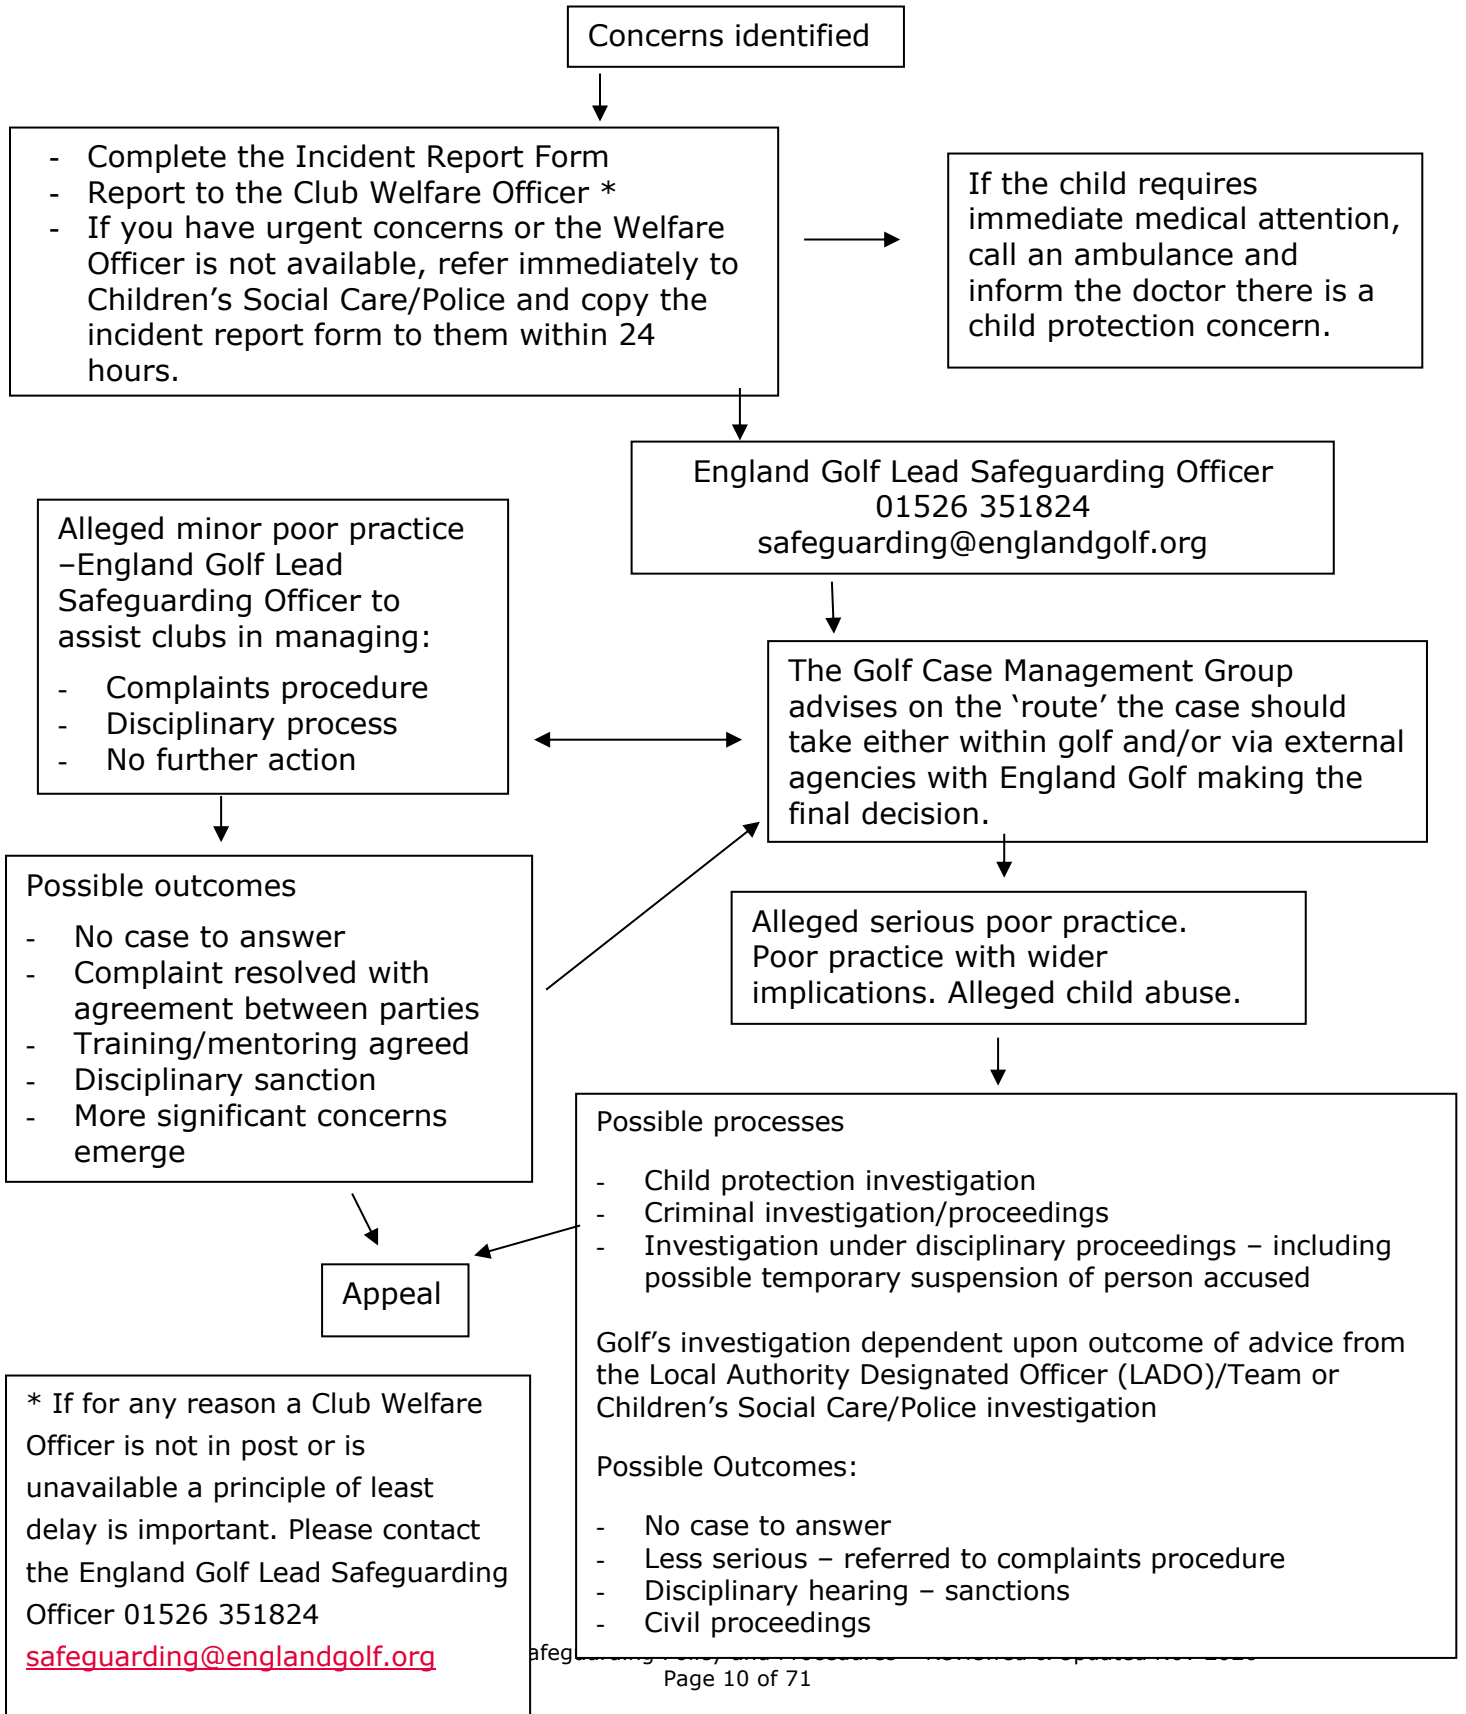 Concerns identified
- Complete the Incident Report Form
- Report to the Club Welfare Officer *
- If you have urgent concerns or the Welfare
Officer is not available, refer immediately to
Children’s Social Care/Police and copy the
incident report form to them within 24
hours.
If the child requires
immediate medical attention,
call an ambulance and
inform the doctor there is a
child protection concern.
England Golf Lead Safeguarding Officer
01526 351824
safeguarding@englandgolf.org
Alleged minor poor practice
–England Golf Lead
Safeguarding Officer to
assist clubs in managing:
- Complaints procedure
- Disciplinary process
- No further action
The Golf Case Management Group
advises on the ‘route’ the case should
take either within golf and/or via external
agencies with England Golf making the
final decision.
Possible outcomes
- No case to answer
- Complaint resolved with
agreement between parties
- Training/mentoring agreed
- Disciplinary sanction
- More significant concerns
emerge
Alleged serious poor practice.
Poor practice with wider
implications. Alleged child abuse.
Possible processes
- Child protection investigation
- Criminal investigation/proceedings
- Investigation under disciplinary proceedings – including
possible temporary suspension of person accused
Golf’s investigation dependent upon outcome of advice from
the Local Authority Designated Officer (LADO)/Team or
Children’s Social Care/Police investigation
Possible Outcomes:
- No case to answer
- Less serious – referred to complaints procedure
- Disciplinary hearing – sanctions
- Civil proceedings
Appeal
* If for any reason a Club Welfare
Officer is not in post or is
unavailable a principle of least
delay is important. Please contact
the England Golf Lead Safeguarding
Officer 01526 351824
safeguarding@englandgolf.org
Page 10 of 71